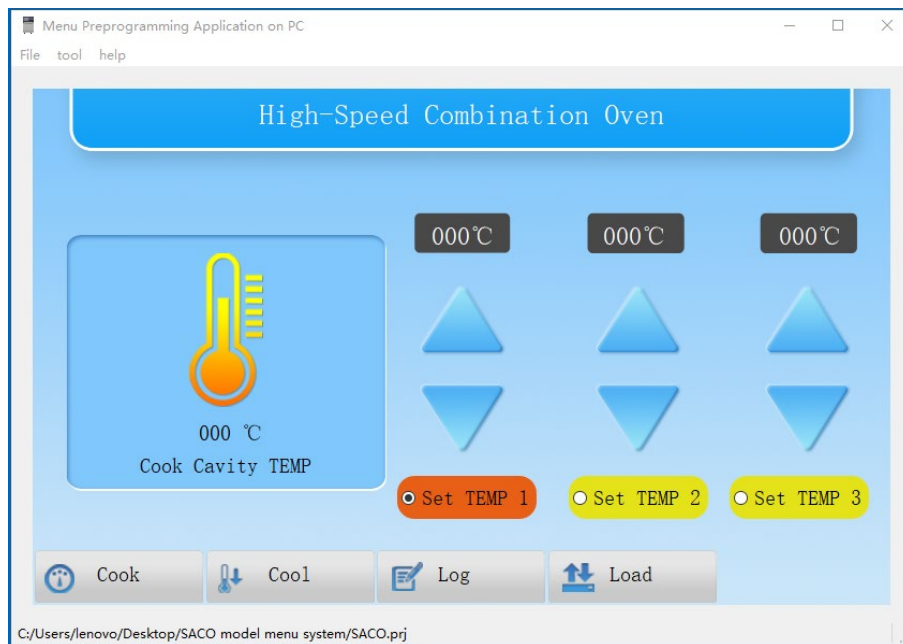 Menu Preprogramming Application on PC
File tool help
High-Speed Combination Oven
000℃ 000℃ 000℃
000 ℃
Cook Cavity TEMP
Set TEMP 1 Set TEMP 2 Set TEMP 3
Cook Cool Log Load
C:/Users/lenovo/Desktop/SACO model menu system/SACO.prj